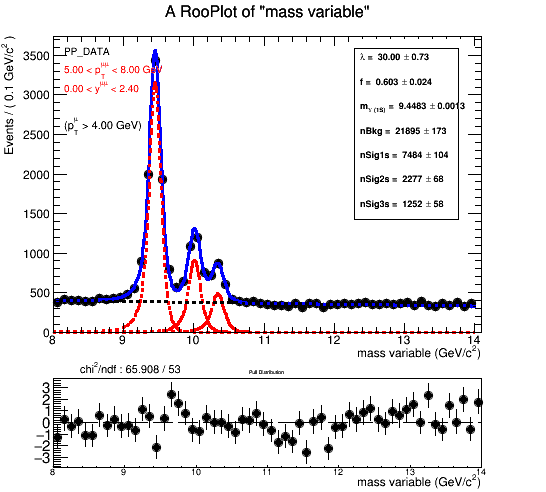 A RooPlot of "mass variable"
Events / ( 0.1 GeV/c² )
3500
3000
2500
2000
1500
1000
500
0
PP_DATA
5.00 < p_T^μμ < 8.00 GeV
0.00 < y^μμ < 2.40
(p_T^μ > 4.00 GeV)
λ = 30.00 ± 0.73
f = 0.603 ± 0.024
m_ϒ (1S) = 9.4483 ± 0.0013
nBkg = 21895 ± 173
nSig1s = 7484 ± 104
nSig2s = 2277 ± 68
nSig3s = 1252 ± 58
8 9 10 11 12 13 14
mass variable (GeV/c²)
chi²/ndf : 65.908 / 53
Pull Distribution
3
2
1
0
−1
−2
−3
8 9 10 11 12 13 14
mass variable (GeV/c²)